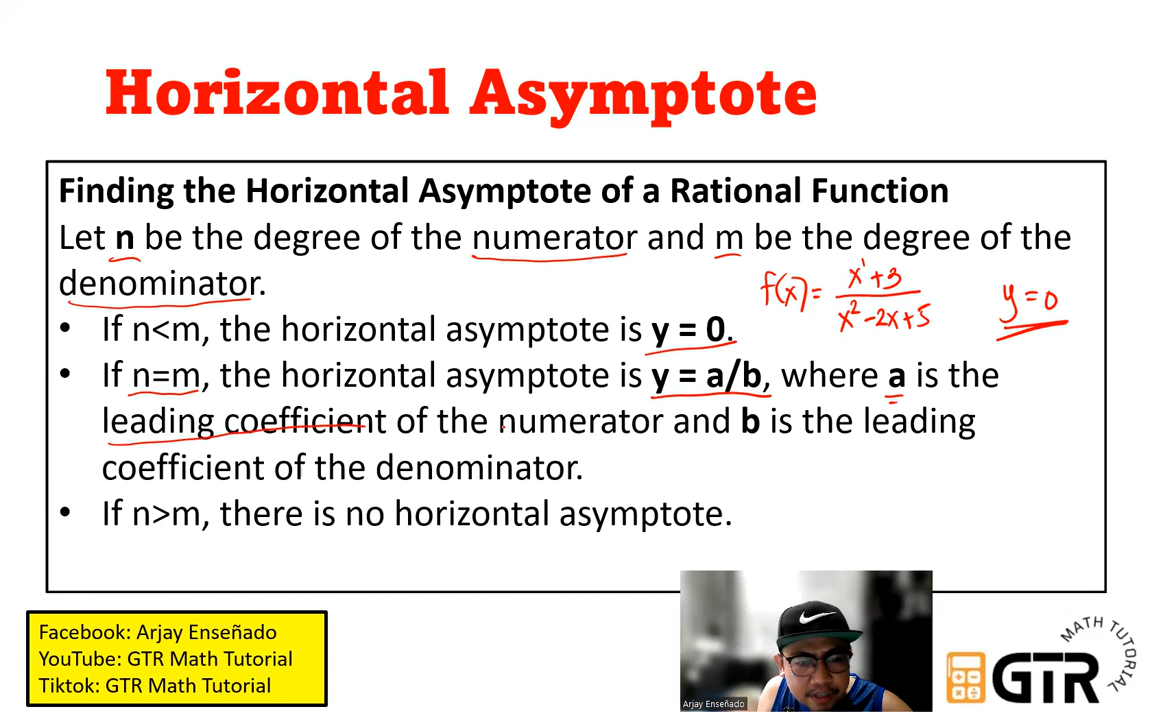 Horizontal Asymptote
Finding the Horizontal Asymptote of a Rational Function
Let n be the degree of the numerator and m be the degree of the
denominator.
f(x) = x¹+3 / x²-2x+5
y=0
• If n<m, the horizontal asymptote is y = 0.
• If n=m, the horizontal asymptote is y = a/b, where a is the
leading coefficient of the numerator and b is the leading
coefficient of the denominator.
• If n>m, there is no horizontal asymptote.
Facebook: Arjay Enseñado
YouTube: GTR Math Tutorial
Tiktok: GTR Math Tutorial
Arjay Enseñado
GTR
MATH TUTORIAL